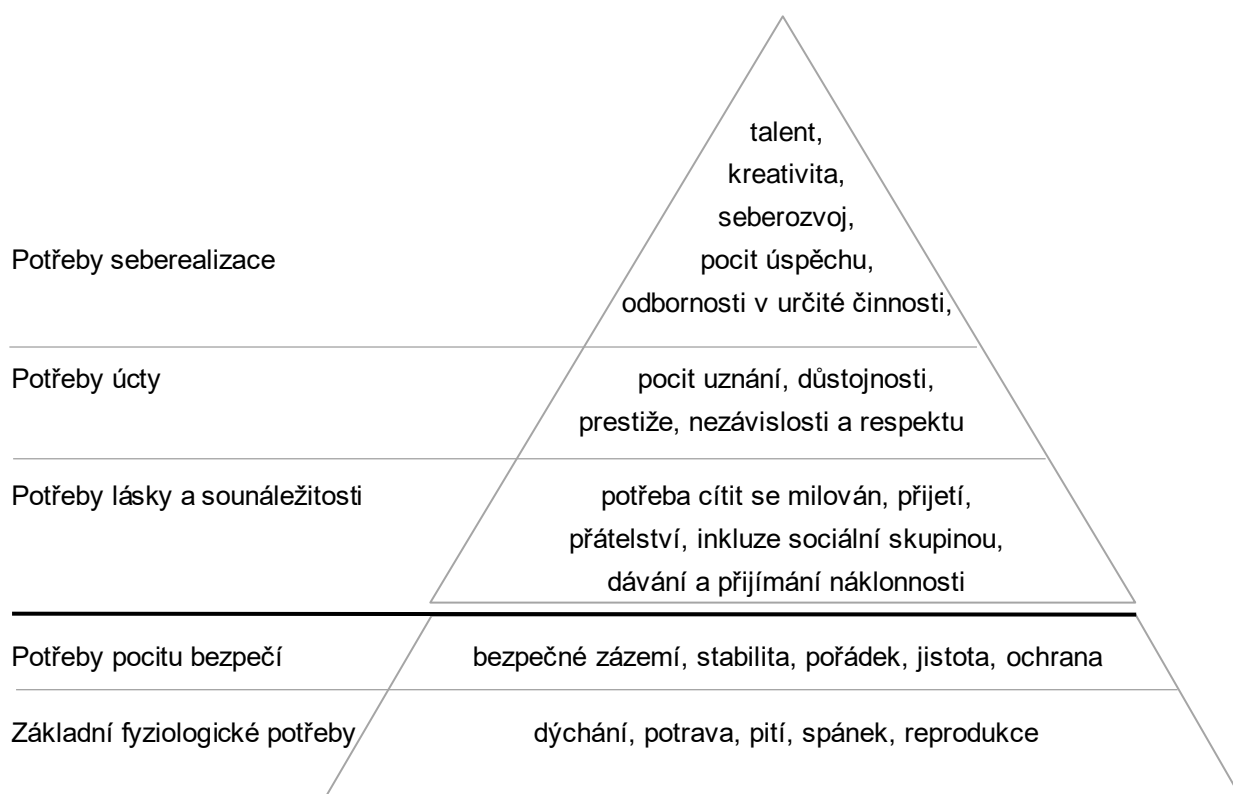 talent,
kreativita,
seberozvoj,
Potřeby seberealizace
pocit úspěchu,
odbornosti v určité činnosti,
Potřeby úcty
pocit uznání, důstojnosti,
prestiže, nezávislosti a respektu
Potřeby lásky a sounáležitosti
potřeba cítit se milován, přijetí,
přátelství, inkluze sociální skupinou,
dávání a přijímání náklonnosti
Potřeby pocitu bezpečí
bezpečné zázemí, stabilita, pořádek, jistota, ochrana
Základní fyziologické potřeby
dýchání, potrava, pití, spánek, reprodukce